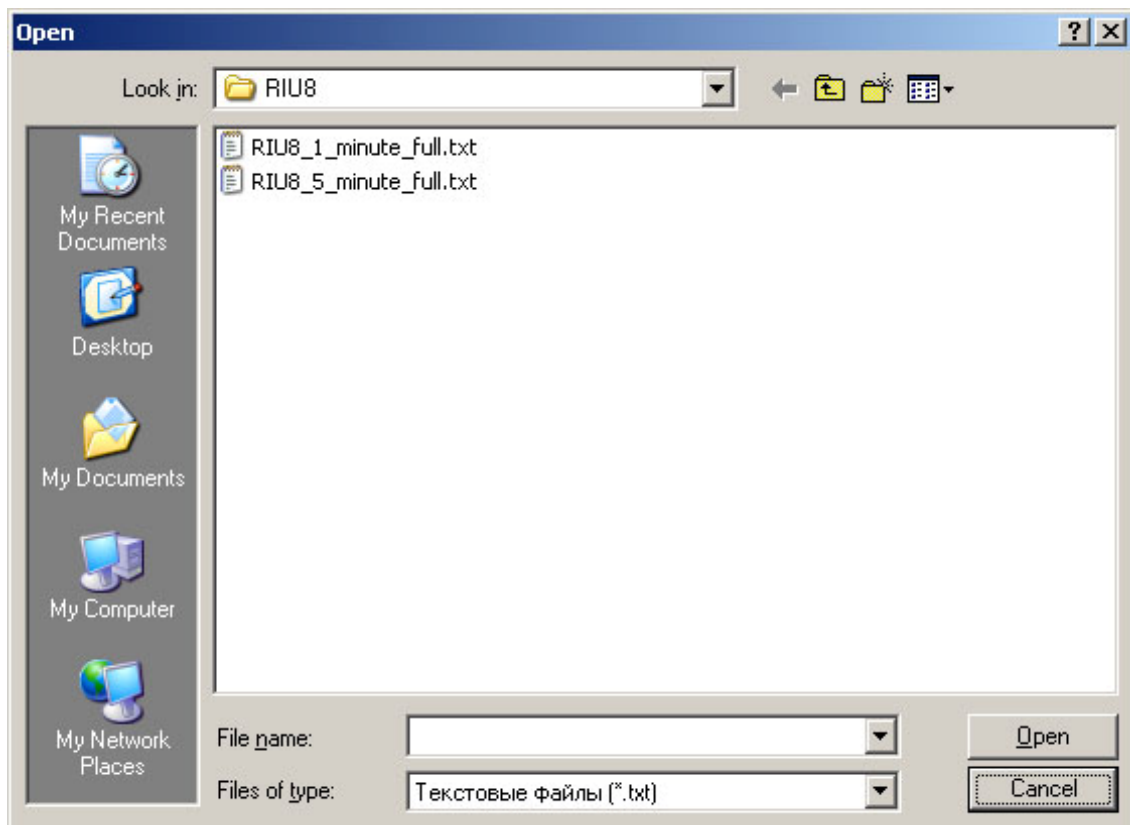 Open
Look in:
RIU8
RIU8_1_minute_full.txt
RIU8_5_minute_full.txt
My Recent
Documents
Desktop
My Documents
My Computer
My Network
Places
File name:
Open
Files of type:
Текстовые файлы (*.txt)
Cancel